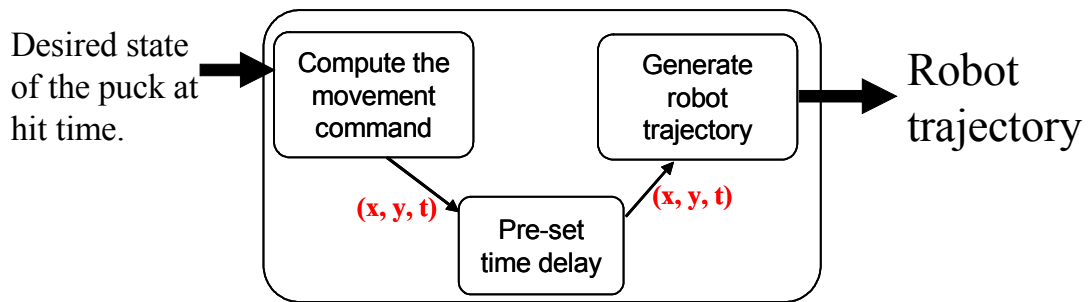 Desired state
of the puck at
hit time.
Compute the
movement
command
(x, y, t)
Pre-set
time delay
(x, y, t)
Generate
robot
trajectory
Robot
trajectory